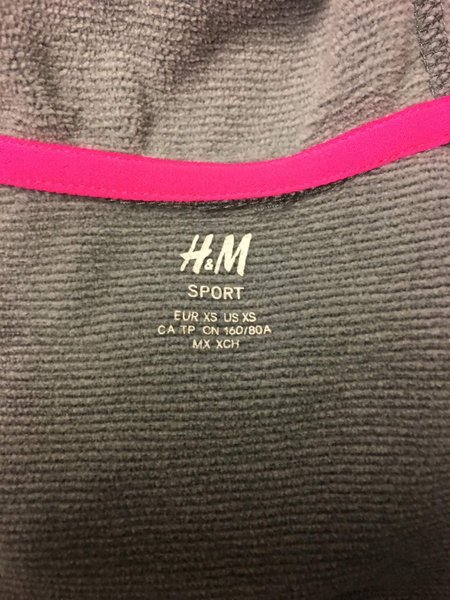 H&M
SPORT
EUR XS US XS
CA TP CN 160/80A
MX XCH